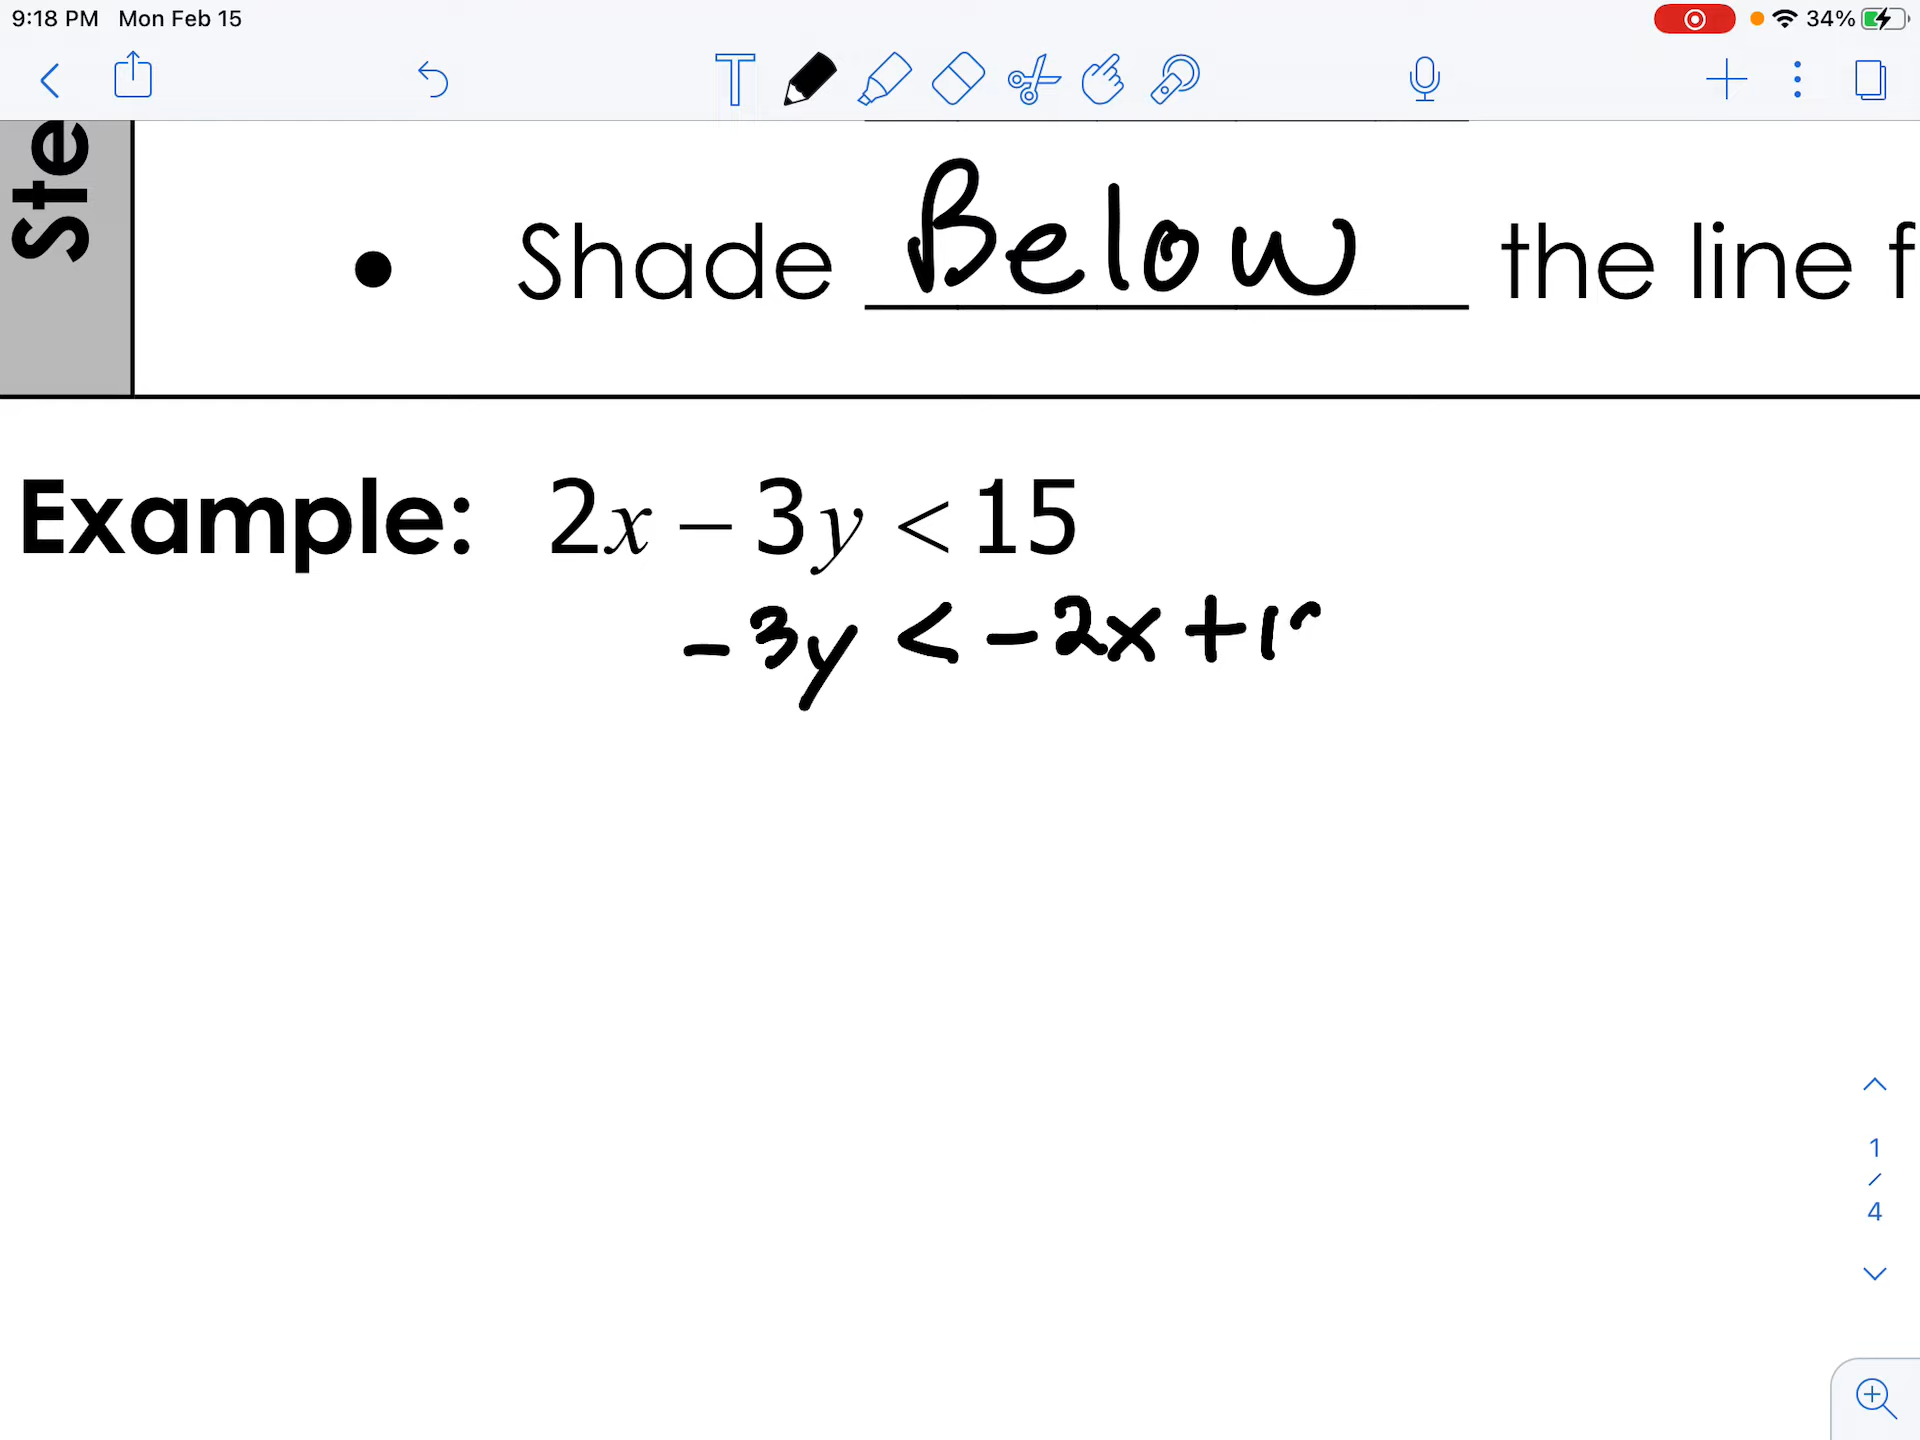 9:18 PM Mon Feb 15
34%
Ste
• Shade Below the line f
Example: 2x − 3y < 15
-3y < -2x +1
1
/
4